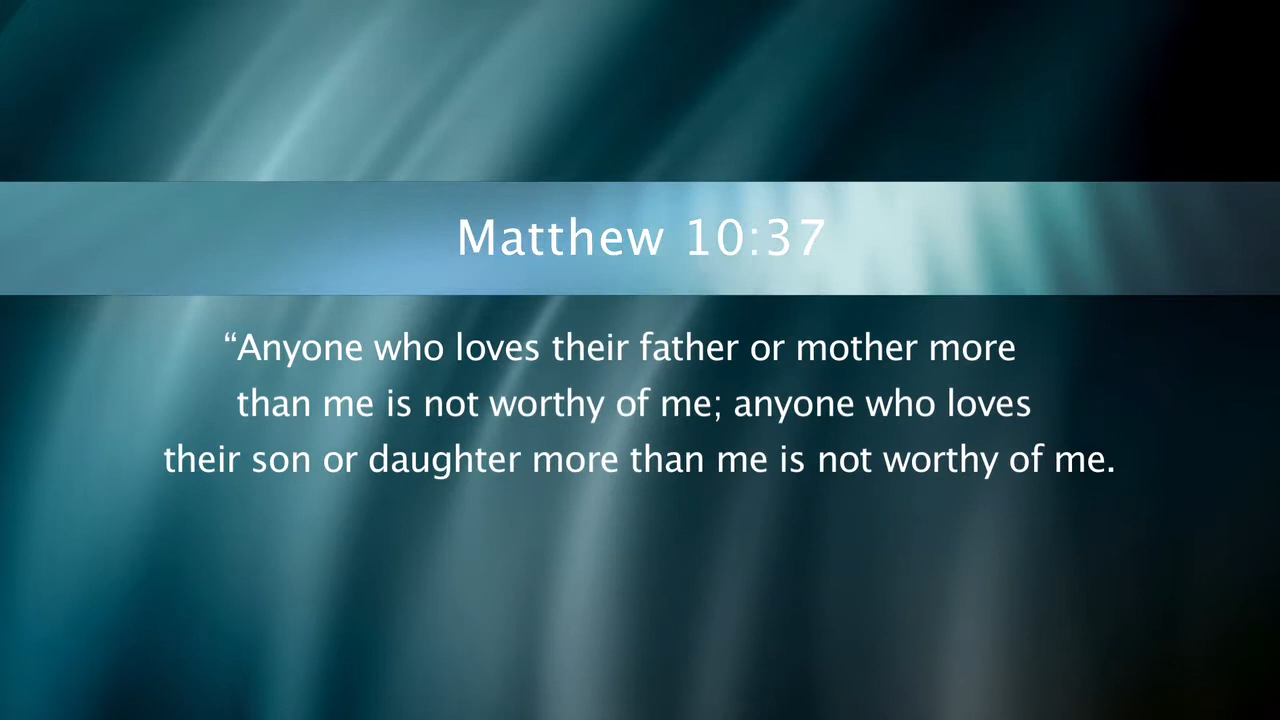 Matthew 10:37
“Anyone who loves their father or mother more
than me is not worthy of me; anyone who loves
their son or daughter more than me is not worthy of me.